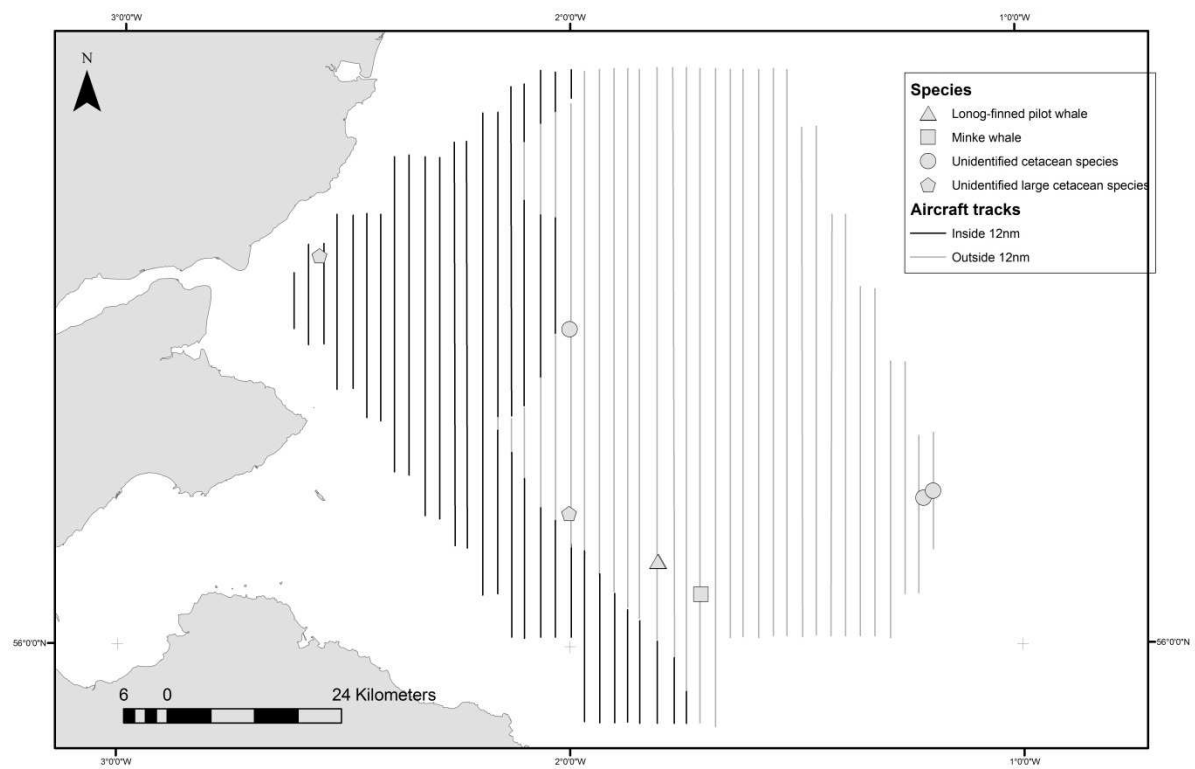 3°0'0"W 2°0'0"W 1°0'0"W
N
Species
Lonog-finned pilot whale
Minke whale
Unidentified cetacean species
Unidentified large cetacean species
Aircraft tracks
Inside 12nm
Outside 12nm
56°0'0"N 56°0'0"N
6 0 24 Kilometers
3°0'0"W 2°0'0"W 1°0'0"W